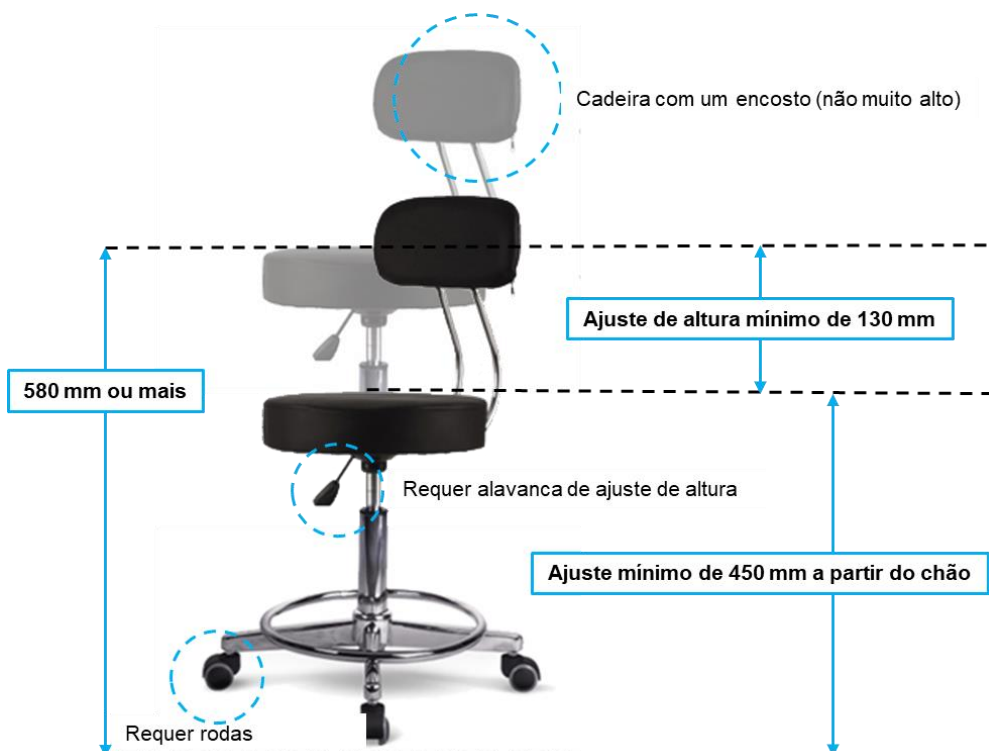 Cadeira com um encosto (não muito alto)
Ajuste de altura mínimo de 130 mm
580 mm ou mais
Requer alavanca de ajuste de altura
Ajuste mínimo de 450 mm a partir do chão
Requer rodas